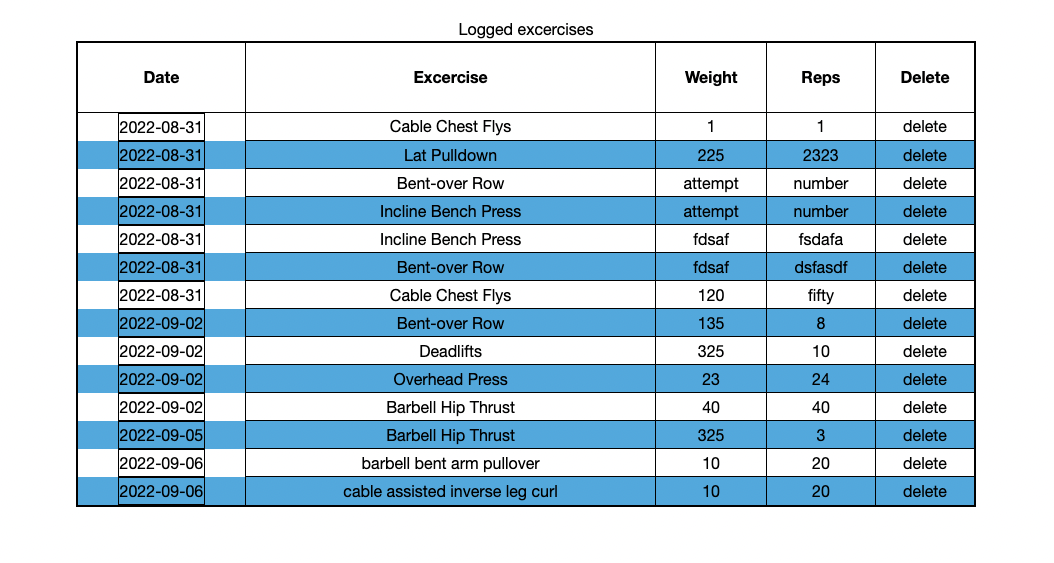 Logged excercises
Date Excercise Weight Reps Delete
2022-08-31 Cable Chest Flys 1 1 delete
2022-08-31 Lat Pulldown 225 2323 delete
2022-08-31 Bent-over Row attempt number delete
2022-08-31 Incline Bench Press attempt number delete
2022-08-31 Incline Bench Press fdsaf fsdafa delete
2022-08-31 Bent-over Row fdsaf dsfasdf delete
2022-08-31 Cable Chest Flys 120 fifty delete
2022-09-02 Bent-over Row 135 8 delete
2022-09-02 Deadlifts 325 10 delete
2022-09-02 Overhead Press 23 24 delete
2022-09-02 Barbell Hip Thrust 40 40 delete
2022-09-05 Barbell Hip Thrust 325 3 delete
2022-09-06 barbell bent arm pullover 10 20 delete
2022-09-06 cable assisted inverse leg curl 10 20 delete